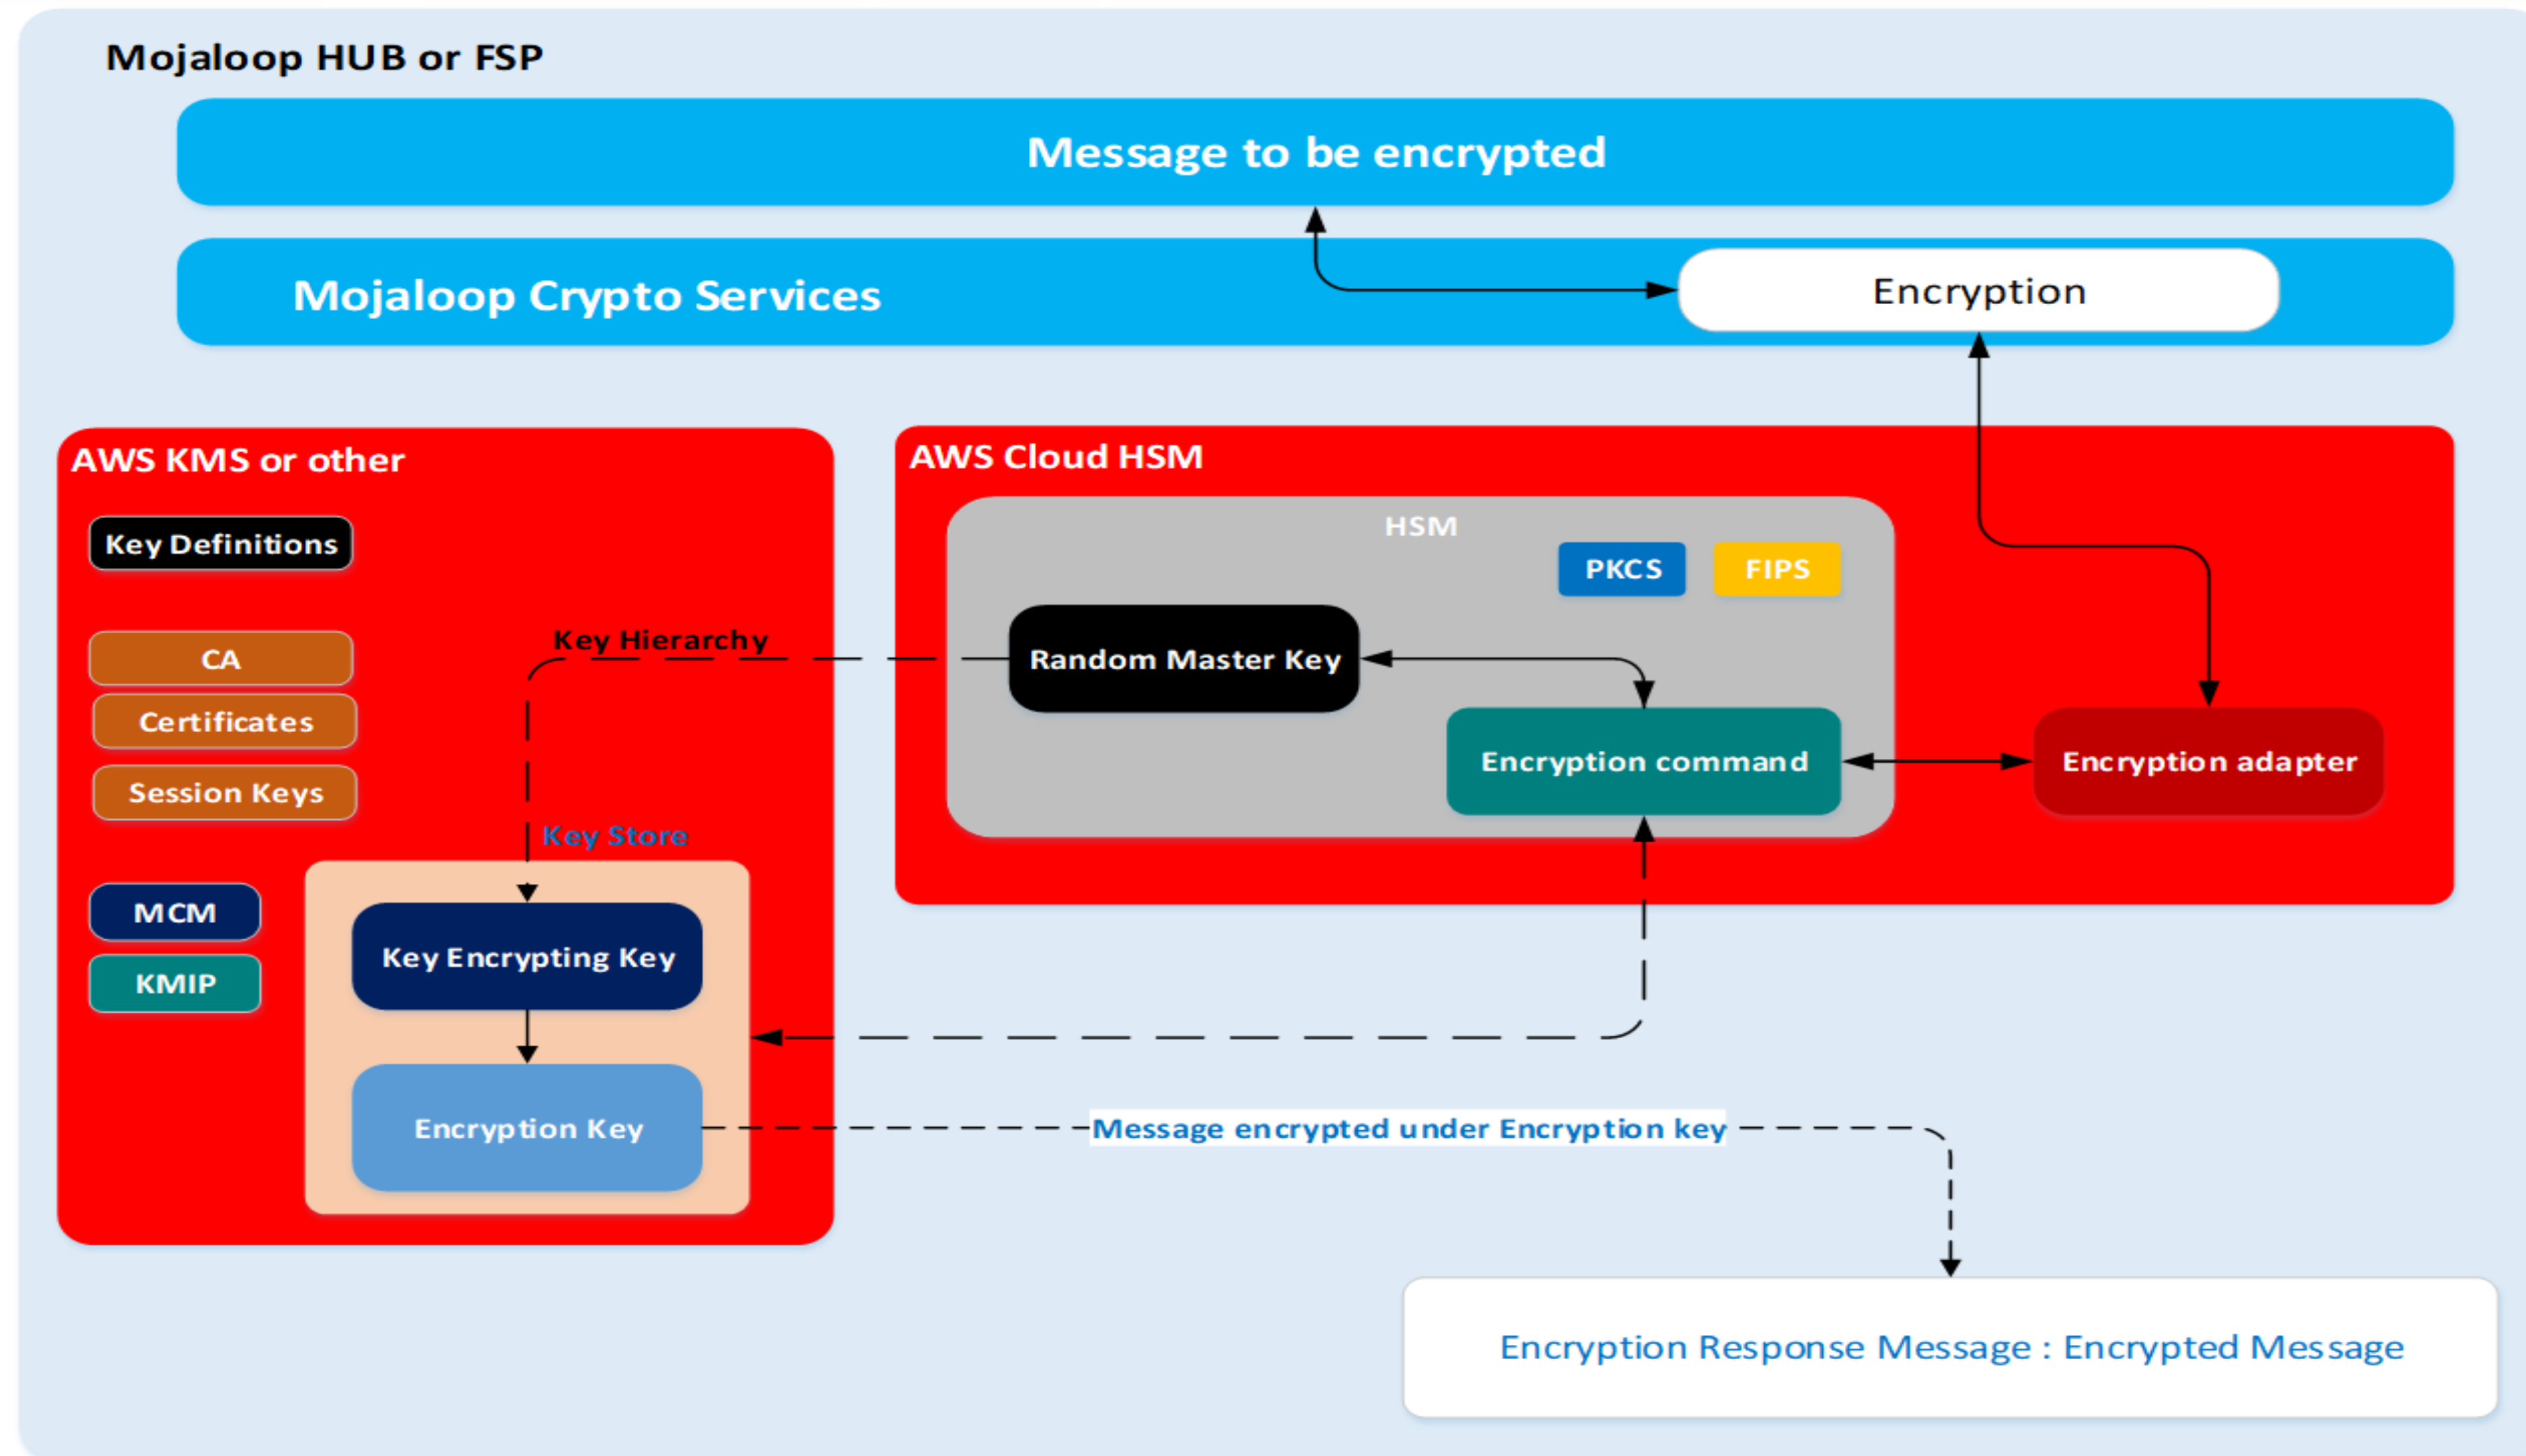 Mojaloop HUB or FSP
Message to be encrypted
Mojaloop Crypto Services
Encryption
AWS KMS or other
Key Definitions
CA
Certificates
Session Keys
MCM
KMIP
Key Hierarchy
Key Store
Key Encrypting Key
Encryption Key
AWS Cloud HSM
HSM
PKCS
FIPS
Random Master Key
Encryption command
Encryption adapter
Message encrypted under Encryption key
Encryption Response Message : Encrypted Message